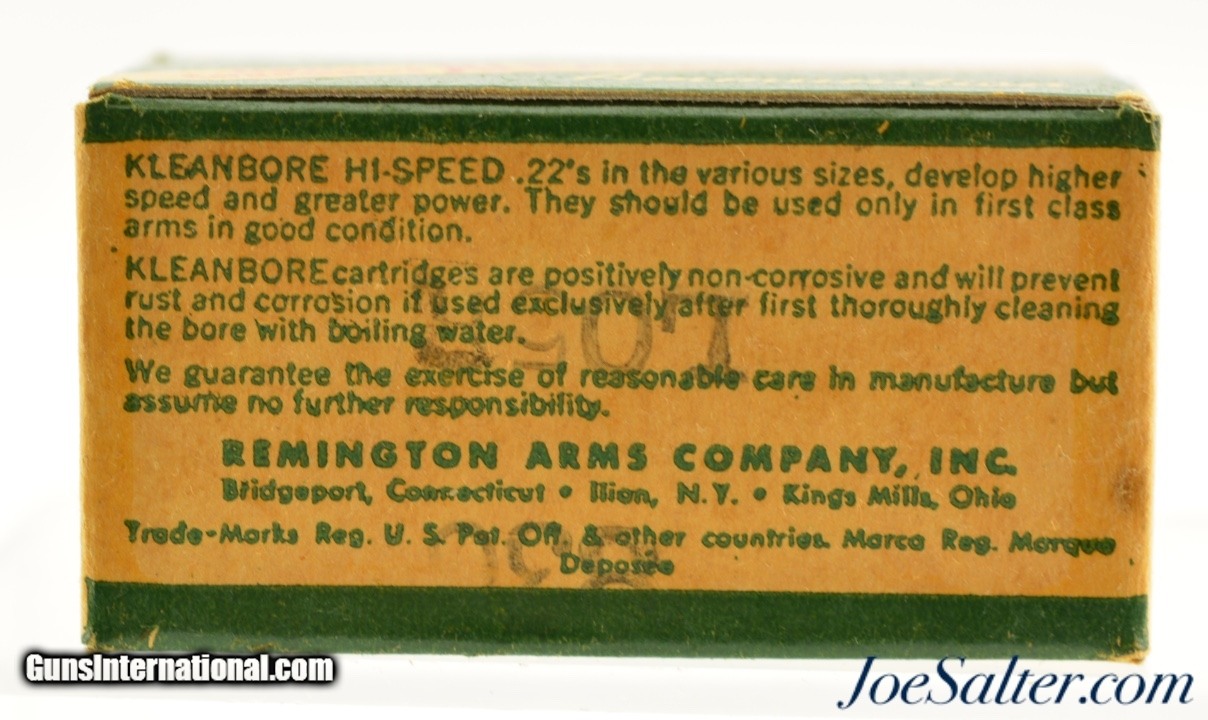 KLEANBORE HI-SPEED .22's in the various sizes, develop higher
speed and greater power. They should be used only in first class
arms in good condition.
KLEANBORE cartridges are positively non-corrosive and will prevent
rust and corrosion if used exclusively after first thoroughly cleaning
the bore with boiling water.
We guarantee the exercise of reasonable care in manufacture but
assume no further responsibility.
REMINGTON ARMS COMPANY, INC.
Bridgeport, Connecticut • Ilion, N.Y. • Kings Mills, Ohio
Trade-Marks Reg. U. S. Pat. Off. & other countries. Marca Reg. Marque
Deposée
GunsInternational.com
JoeSalter.com